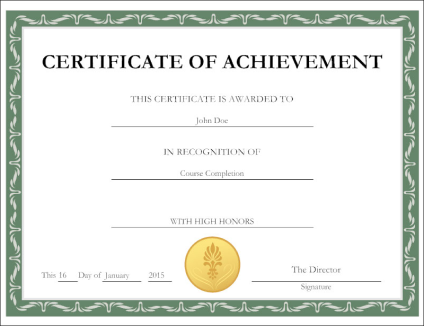 CERTIFICATE OF ACHIEVEMENT
THIS CERTIFICATE IS AWARDED TO
John Doe
IN RECOGNITION OF
Course Completion
WITH HIGH HONORS
This 16 Day of January 2015
The Director
Signature